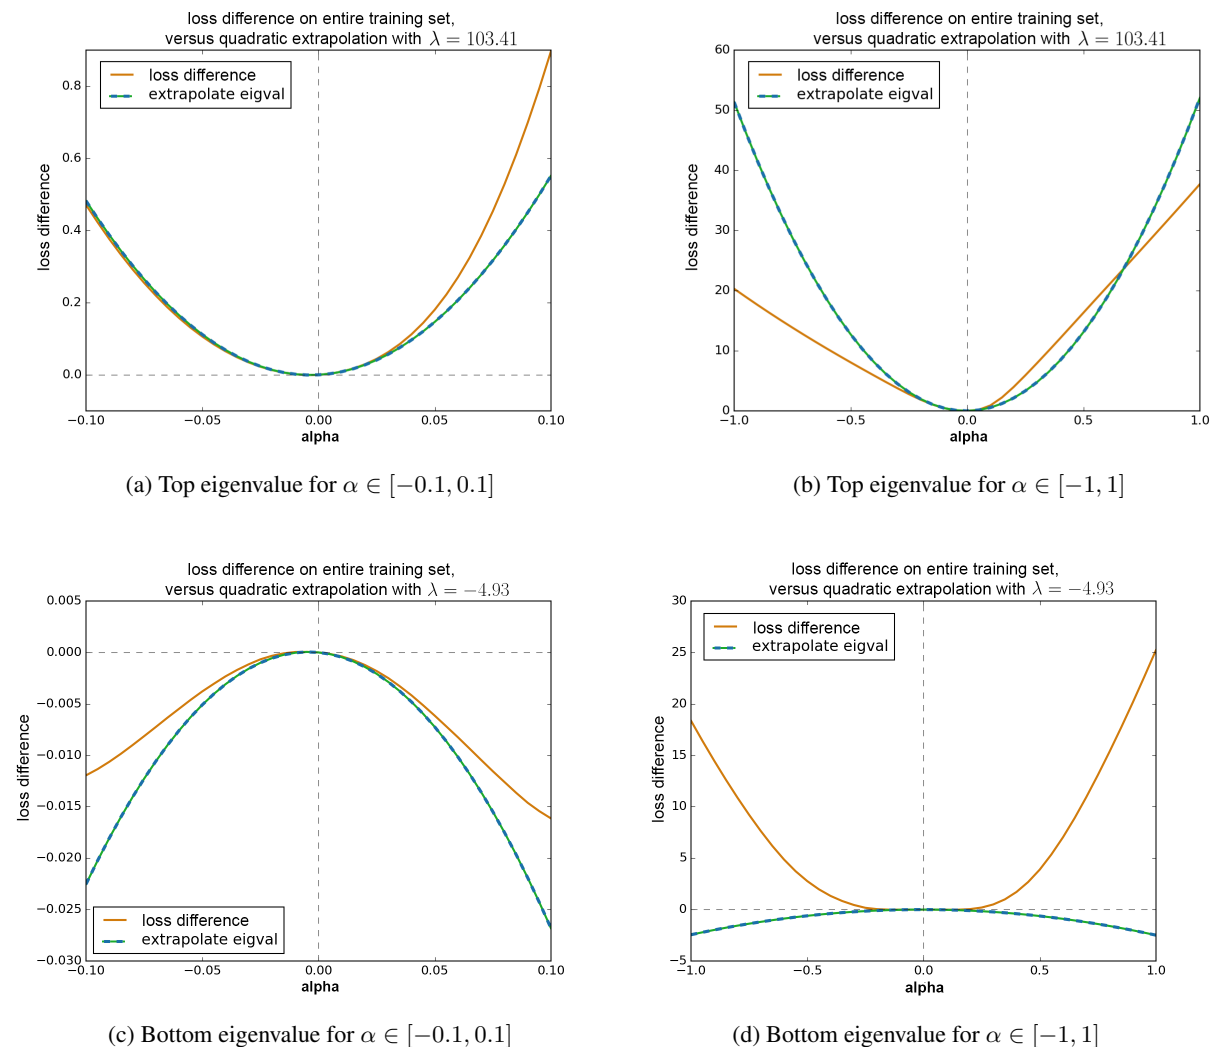 loss difference on entire training set,
versus quadratic extrapolation with λ = 103.41
loss difference
extrapolate eigval
0.8
0.6
0.4
0.2
0.0
loss difference
−0.10
−0.05
0.00
0.05
0.10
alpha
(a) Top eigenvalue for α ∈ [−0.1, 0.1]
loss difference on entire training set,
versus quadratic extrapolation with λ = 103.41
loss difference
extrapolate eigval
60
50
40
30
20
10
0
loss difference
−1.0
−0.5
0.0
0.5
1.0
alpha
(b) Top eigenvalue for α ∈ [−1, 1]
loss difference on entire training set,
versus quadratic extrapolation with λ = −4.93
0.005
0.000
−0.005
−0.010
−0.015
−0.020
−0.025
−0.030
loss difference
loss difference
extrapolate eigval
−0.10
−0.05
0.00
0.05
0.10
alpha
(c) Bottom eigenvalue for α ∈ [−0.1, 0.1]
loss difference on entire training set,
versus quadratic extrapolation with λ = −4.93
loss difference
extrapolate eigval
30
25
20
15
10
5
0
−5
loss difference
−1.0
−0.5
0.0
0.5
1.0
alpha
(d) Bottom eigenvalue for α ∈ [−1, 1]